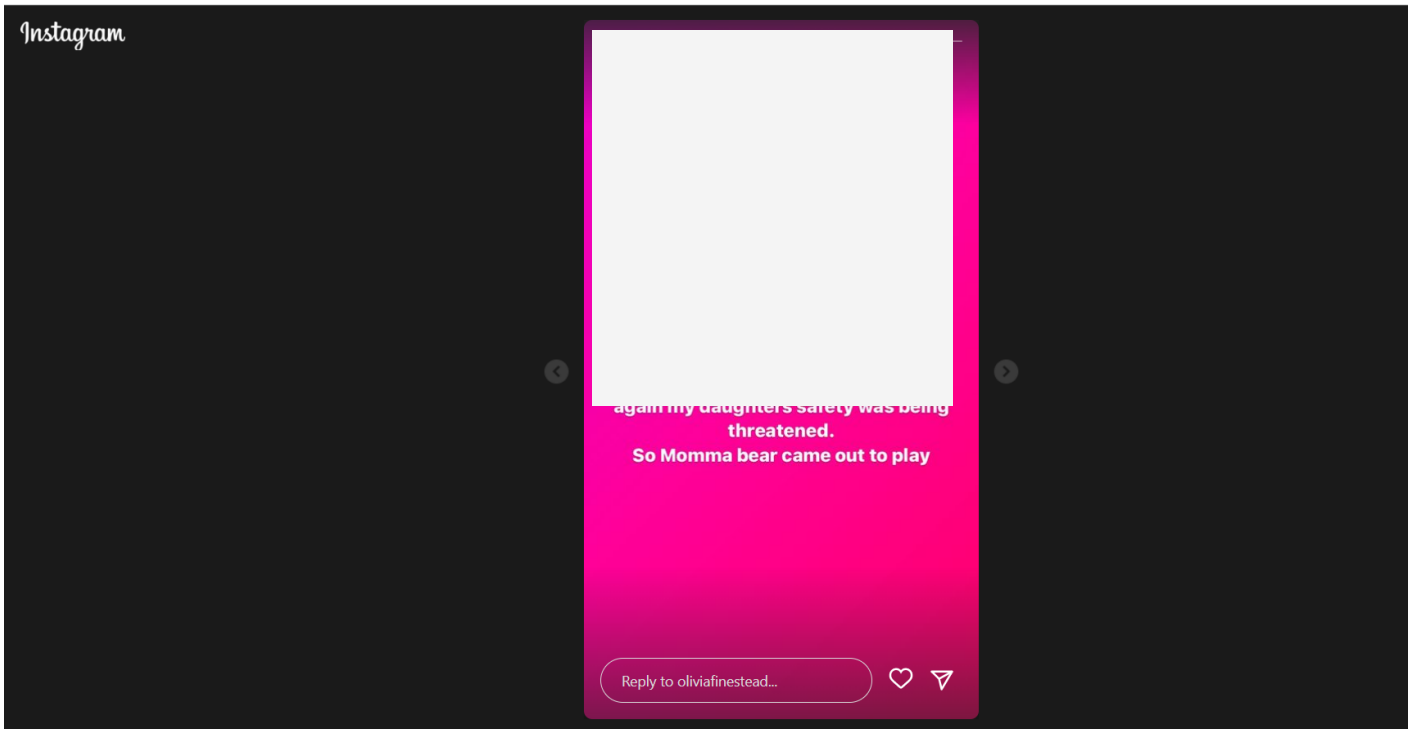 Instagram
again my daughters safety was being
threatened.
So Momma bear came out to play
Reply to oliviafinestead...